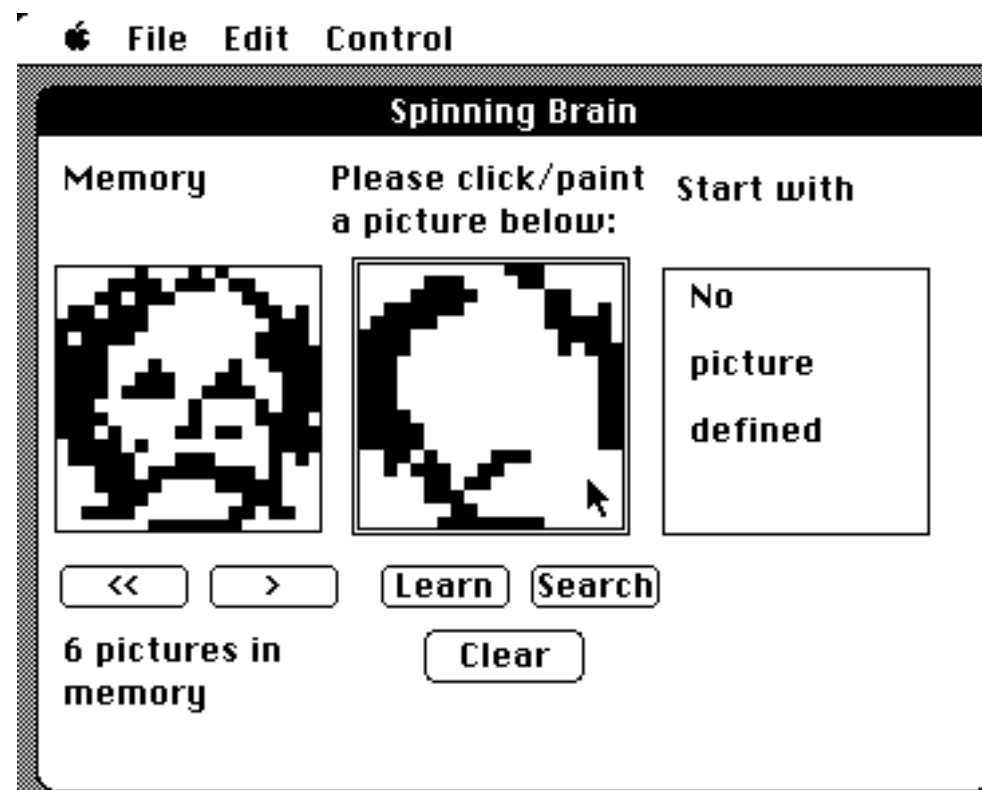 File Edit Control
Spinning Brain
Memory
Please click/paint
a picture below:
Start with
No
picture
defined
<< >
Learn Search
Clear
6 pictures in
memory